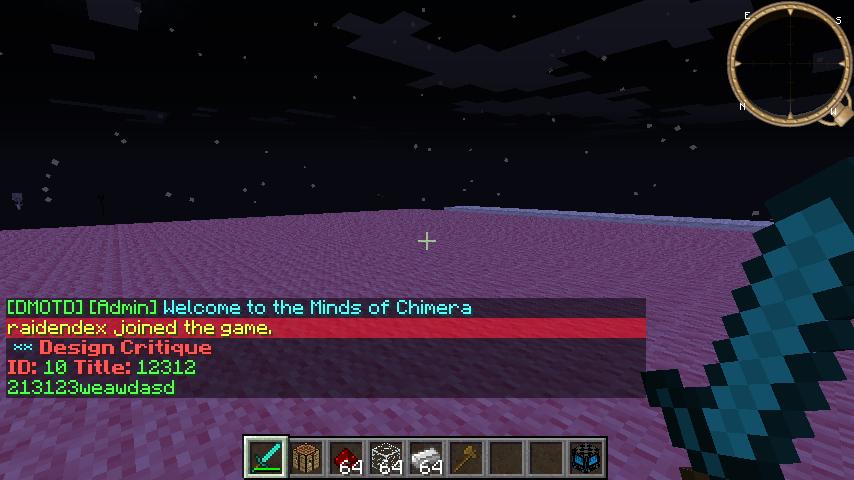 E
S
N
W
[DMOTD] [Admin] Welcome to the Minds of Chimera
raidendex joined the game.
** Design Critique
ID: 10 Title: 12312
213123weawdasd
64
64
64